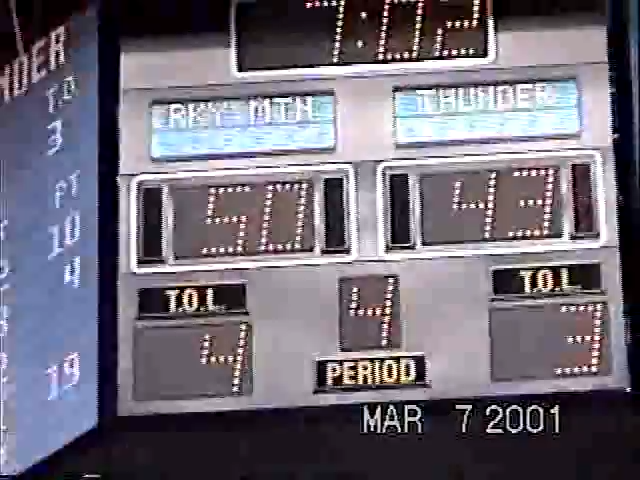 NDER
T.O
3
PT
10
4
19
7:02
RKY MTN
THUNDER
50
43
T.O.L.
T.O.L.
4
4
3
PERIOD
MAR 7 2001